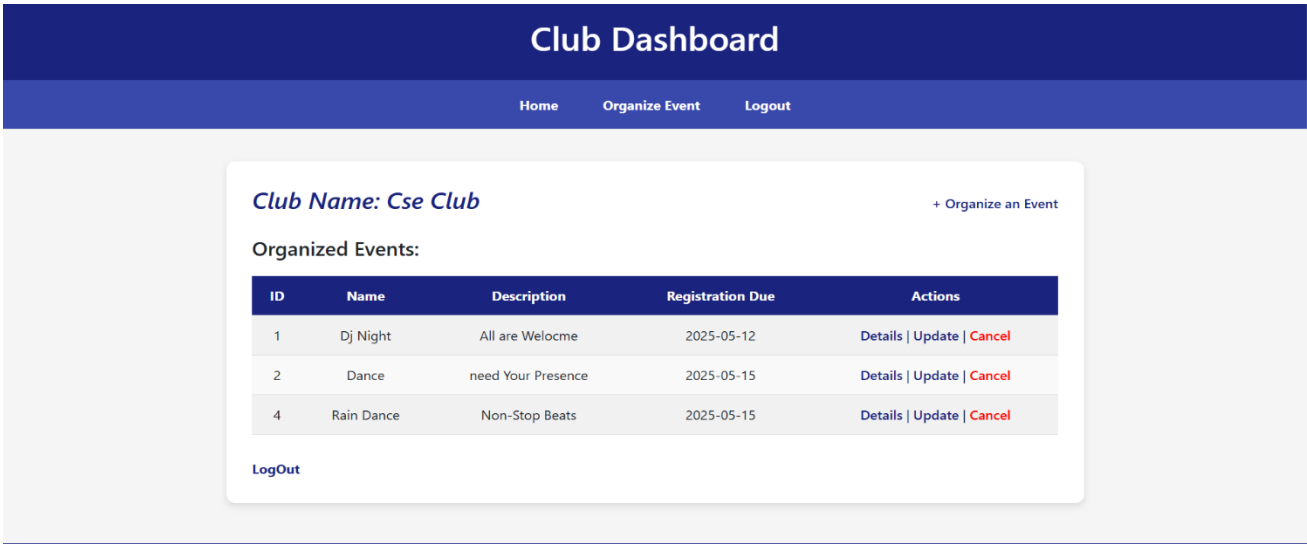 Club Dashboard
Home Organize Event Logout
Club Name: Cse Club + Organize an Event
Organized Events:
ID Name Description Registration Due Actions
1 Dj Night All are Welocme 2025-05-12 Details | Update | Cancel
2 Dance need Your Presence 2025-05-15 Details | Update | Cancel
4 Rain Dance Non-Stop Beats 2025-05-15 Details | Update | Cancel
LogOut